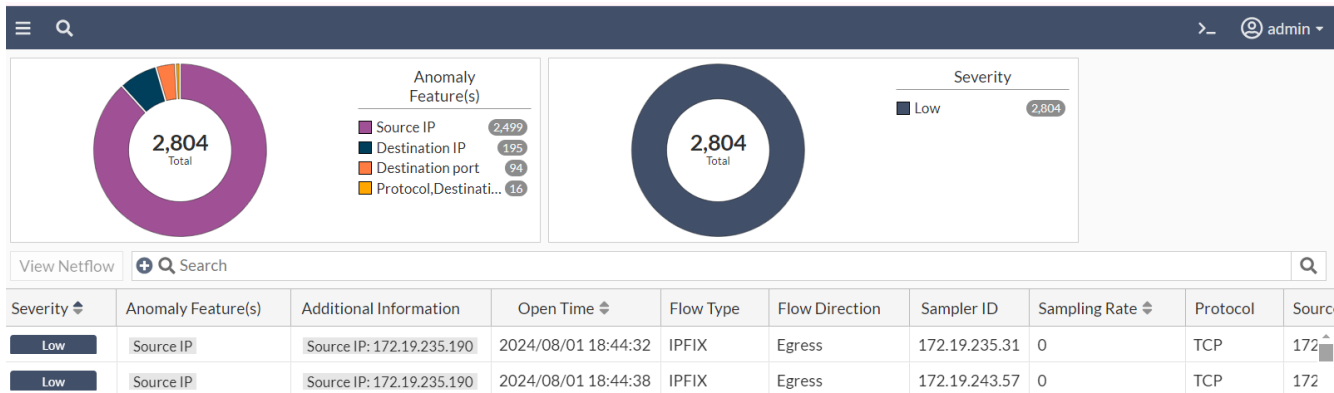 >_ admin
Anomaly
Feature(s)
Source IP 2,499
Destination IP 195
Destination port 94
Protocol,Destinati... 16
2,804
Total
Severity
Low 2,804
2,804
Total
View Netflow Search
Severity Anomaly Feature(s) Additional Information Open Time Flow Type Flow Direction Sampler ID Sampling Rate Protocol Source
Low Source IP Source IP: 172.19.235.190 2024/08/01 18:44:32 IPFIX Egress 172.19.235.31 0 TCP 172
Low Source IP Source IP: 172.19.235.190 2024/08/01 18:44:38 IPFIX Egress 172.19.243.57 0 TCP 172